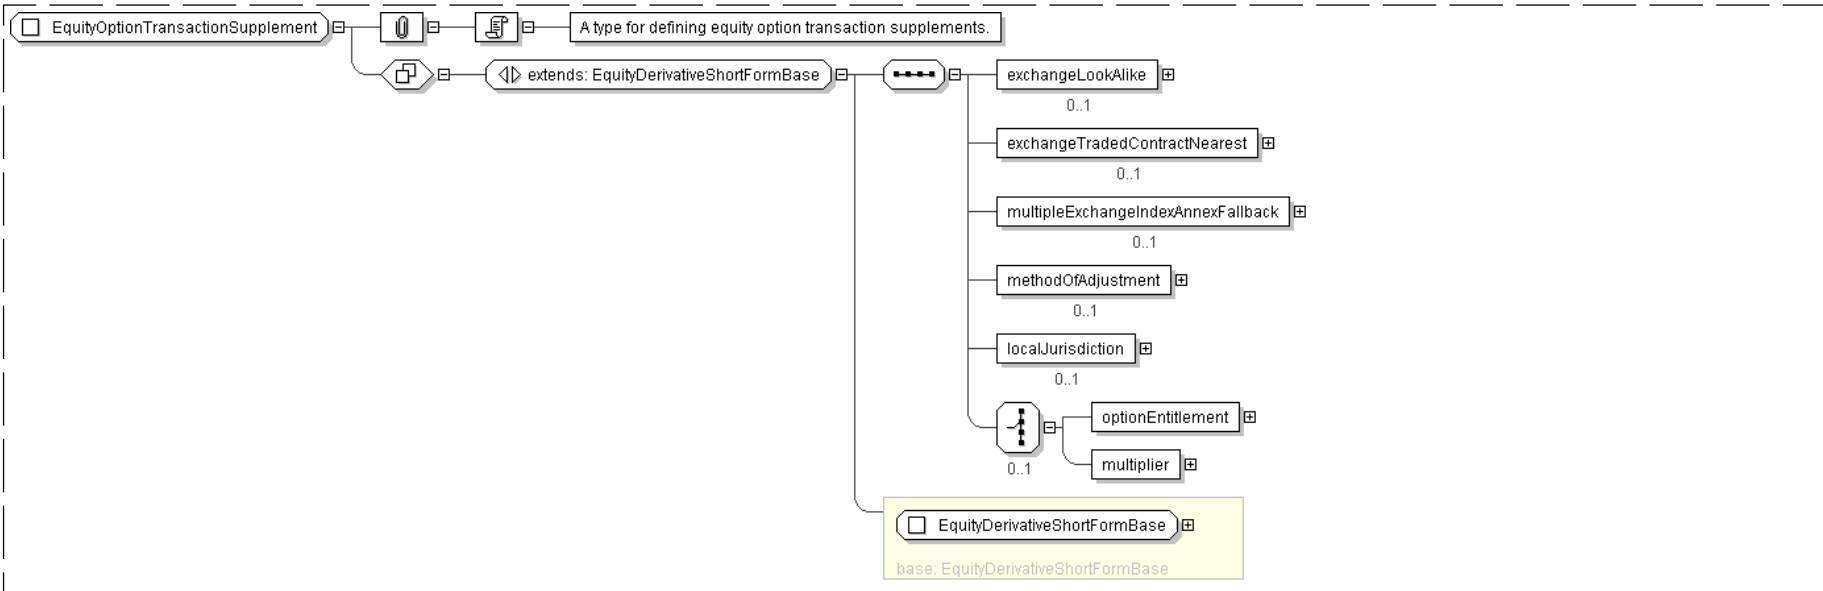 EquityOptionTransactionSupplement
A type for defining equity option transaction supplements.
extends: EquityDerivativeShortFormBase
exchangeLookAlike
0..1
exchangeTradedContractNearest
0..1
multipleExchangeIndexAnnexFallback
0..1
methodOfAdjustment
0..1
localJurisdiction
0..1
optionEntitlement
multiplier
0..1
EquityDerivativeShortFormBase
base: EquityDerivativeShortFormBase